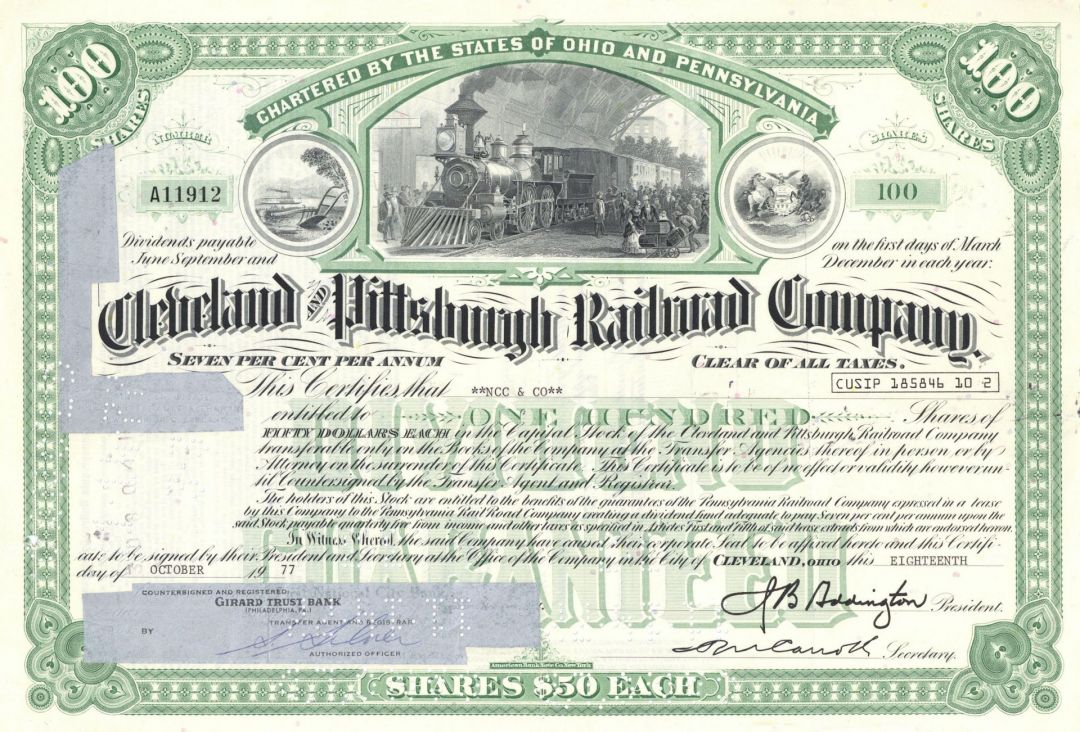 100
SHARES
CHARTERED BY THE STATES OF OHIO AND PENNSYLVANIA
100
SHARES
NUMBER
A11912
SHARES
100
Dividends payable
June September and
on the first days of March
December in each year.
Cleveland AND Pittsburgh Railroad Company.
SEVEN PER CENT PER ANNUM
CLEAR OF ALL TAXES.
This Certifies, that **NCC & CO**
CUSIP 185846 10 2
entitled to ONE HUNDRED Shares of
FIFTY DOLLARS EACH in the Capital Stock of the Cleveland and Pittsburgh Railroad Company
transferable only on the Books of the Company at the Transfer Agencies thereof in person or by
Attorney on the surrender of this Certificate. This Certificate is to be of no effect or validity however un-
til Countersigned by the Transfer Agent and Registrar.
The holders of this Stock are entitled to the benefits of the guarantees of the Pennsylvania Railroad Company expressed in a lease
by this Company to the Pennsylvania Rail Road Company creating a dividend fund adequate to pay Seven per cent per annum upon the
said Stock payable quarterly free from income and other taxes as specified in Articles First and Fifth of said lease extracts from which are endorsed hereon.
In Witness Whereof, the said Company have caused their corporate Seal to be affixed hereto and this Certifi-
cate to be signed by their President and Secretary at the Office of the Company in the City of CLEVELAND, OHIO this EIGHTEENTH
day of OCTOBER 1977
GUARANTEED
COUNTERSIGNED AND REGISTERED:
GIRARD TRUST BANK
(PHILADELPHIA, PA.)
TRANSFER AGENT AND REGISTRAR
BY
AUTHORIZED OFFICER
J B Addington President.
Secretary.
American Bank Note Co. New York
SHARES $50 EACH